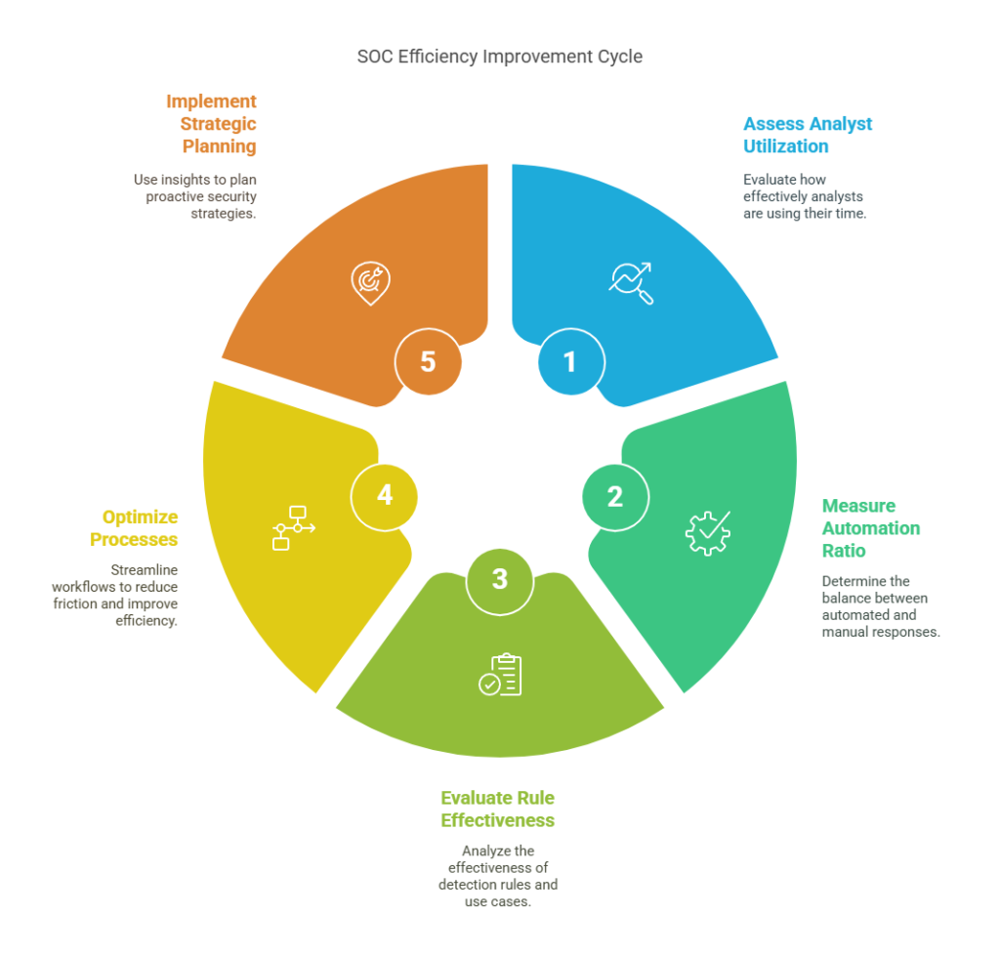 SOC Efficiency Improvement Cycle
Implement
Strategic
Planning
Use insights to plan
proactive security
strategies.
Assess Analyst
Utilization
Evaluate how
effectively analysts
are using their time.
5
1
4
2
3
Optimize
Processes
Streamline
workflows to reduce
friction and improve
efficiency.
Measure
Automation
Ratio
Determine the
balance between
automated and
manual responses.
Evaluate Rule
Effectiveness
Analyze the
effectiveness of
detection rules and
use cases.